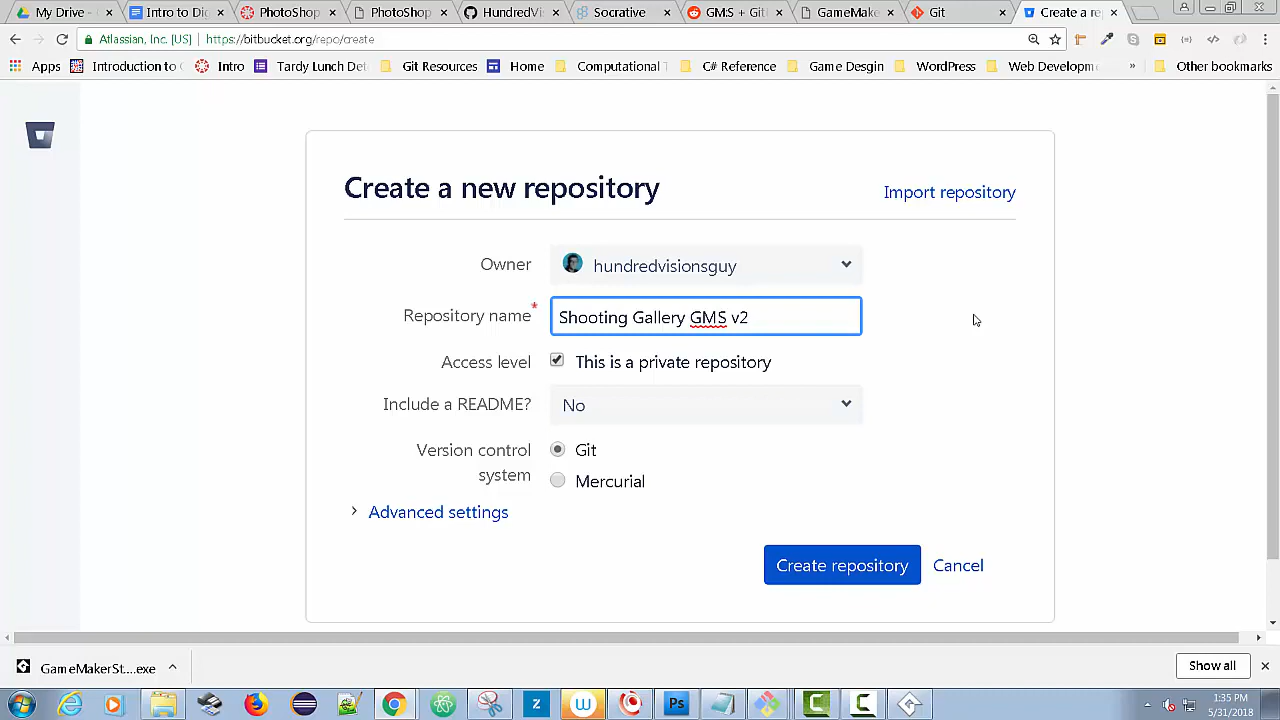 My Drive -
Intro to Dig
PhotoShop
PhotoShop
HundredVi
Socrative
GMS + Git
GameMake
Git
Create a re
Atlassian, Inc. [US] https://bitbucket.org/repo/create
Apps Introduction to Intro Tardy Lunch Det Git Resources Home Computational C# Reference Game Desgin WordPress Web Developm » Other bookmarks
Create a new repository
Import repository
Owner hundredvisionsguy
Repository name* Shooting Gallery GMS v2
Access level This is a private repository
Include a README? No
Version control system
Git
Mercurial
Advanced settings
Create repository Cancel
GameMakerSt....exe
Show all
1:35 PM
5/31/2018